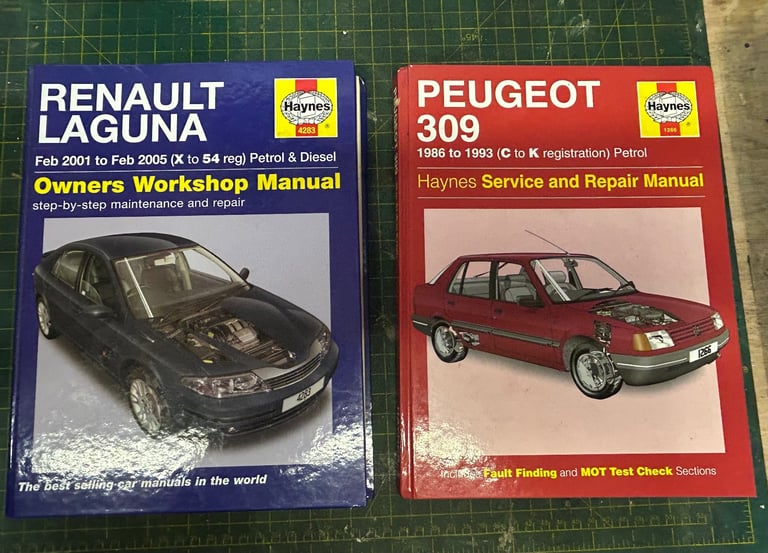 RENAULT
LAGUNA
Haynes
4283
Feb 2001 to Feb 2005 (X to 54 reg) Petrol & Diesel
Owners Workshop Manual
step-by-step maintenance and repair
4283
The best selling car manuals in the world
PEUGEOT
309
Haynes
1266
1986 to 1993 (C to K registration) Petrol
Haynes Service and Repair Manual
1266
Includes Fault Finding and MOT Test Check Sections